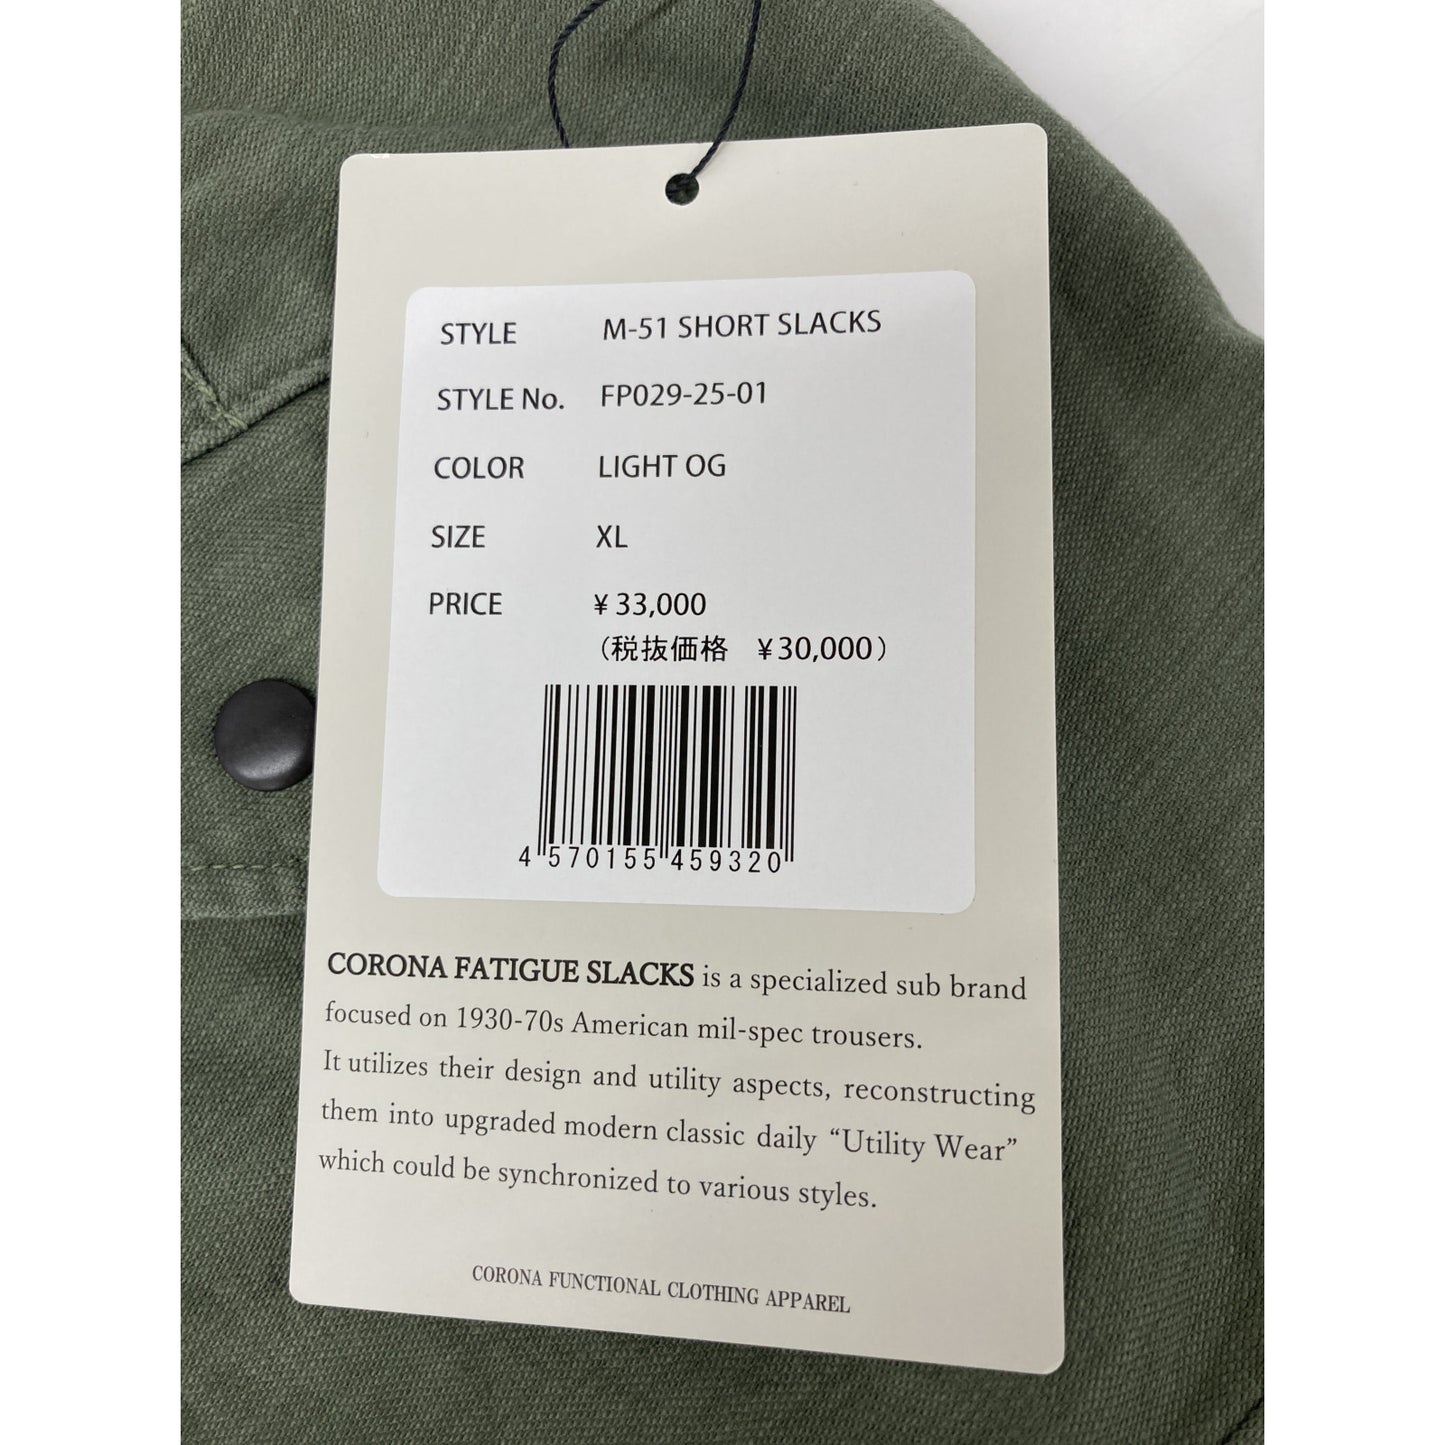 STYLE M-51 SHORT SLACKS
STYLE No. FP029-25-01
COLOR LIGHT OG
SIZE XL
PRICE ¥33,000
（税抜価格 ¥30,000）
4 570155 459320
CORONA FATIGUE SLACKS is a specialized sub brand
focused on 1930-70s American mil-spec trousers.
It utilizes their design and utility aspects, reconstructing
them into upgraded modern classic daily “Utility Wear”
which could be synchronized to various styles.
CORONA FUNCTIONAL CLOTHING APPAREL